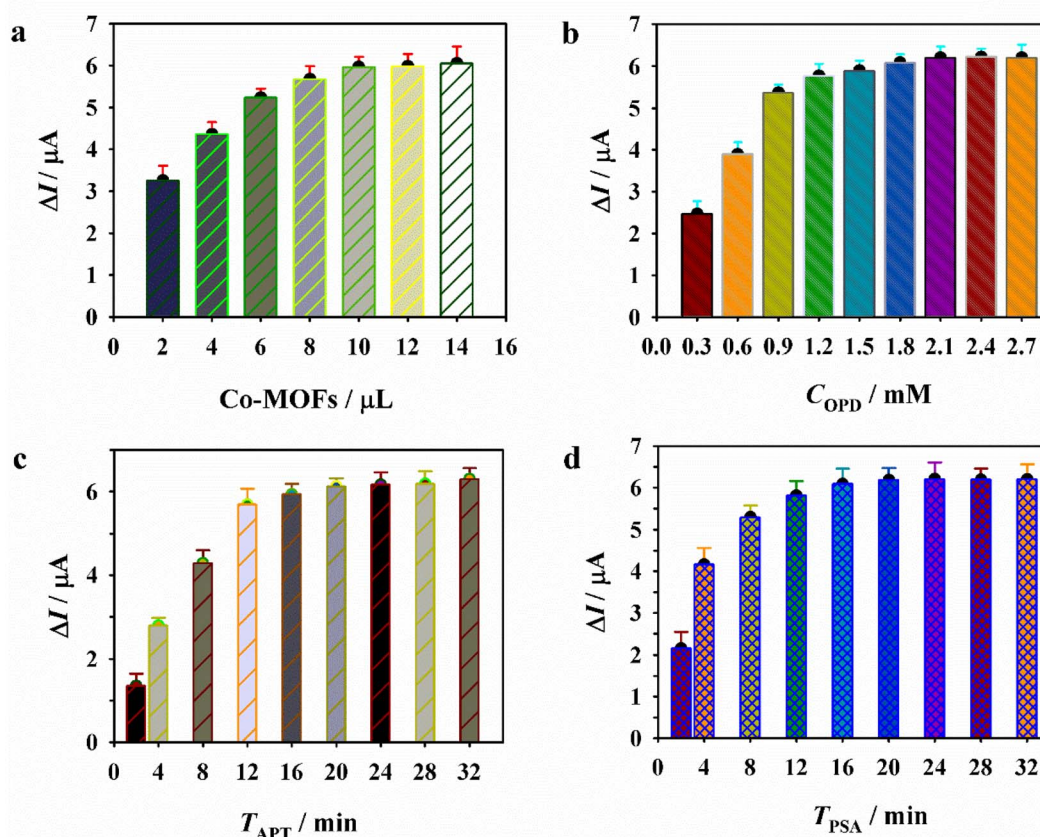 a
7
6
5
4
3
2
1
0
ΔI / μA
0 2 4 6 8 10 12 14 16
Co-MOFs / μL
b
7
6
5
4
3
2
1
0
ΔI / μA
0.0 0.3 0.6 0.9 1.2 1.5 1.8 2.1 2.4 2.7
C_OPD / mM
c
6
4
2
0
ΔI / μA
0 4 8 12 16 20 24 28 32
T_APT / min
d
7
6
5
4
3
2
1
0
ΔI / μA
0 4 8 12 16 20 24 28 32
T_PSA / min